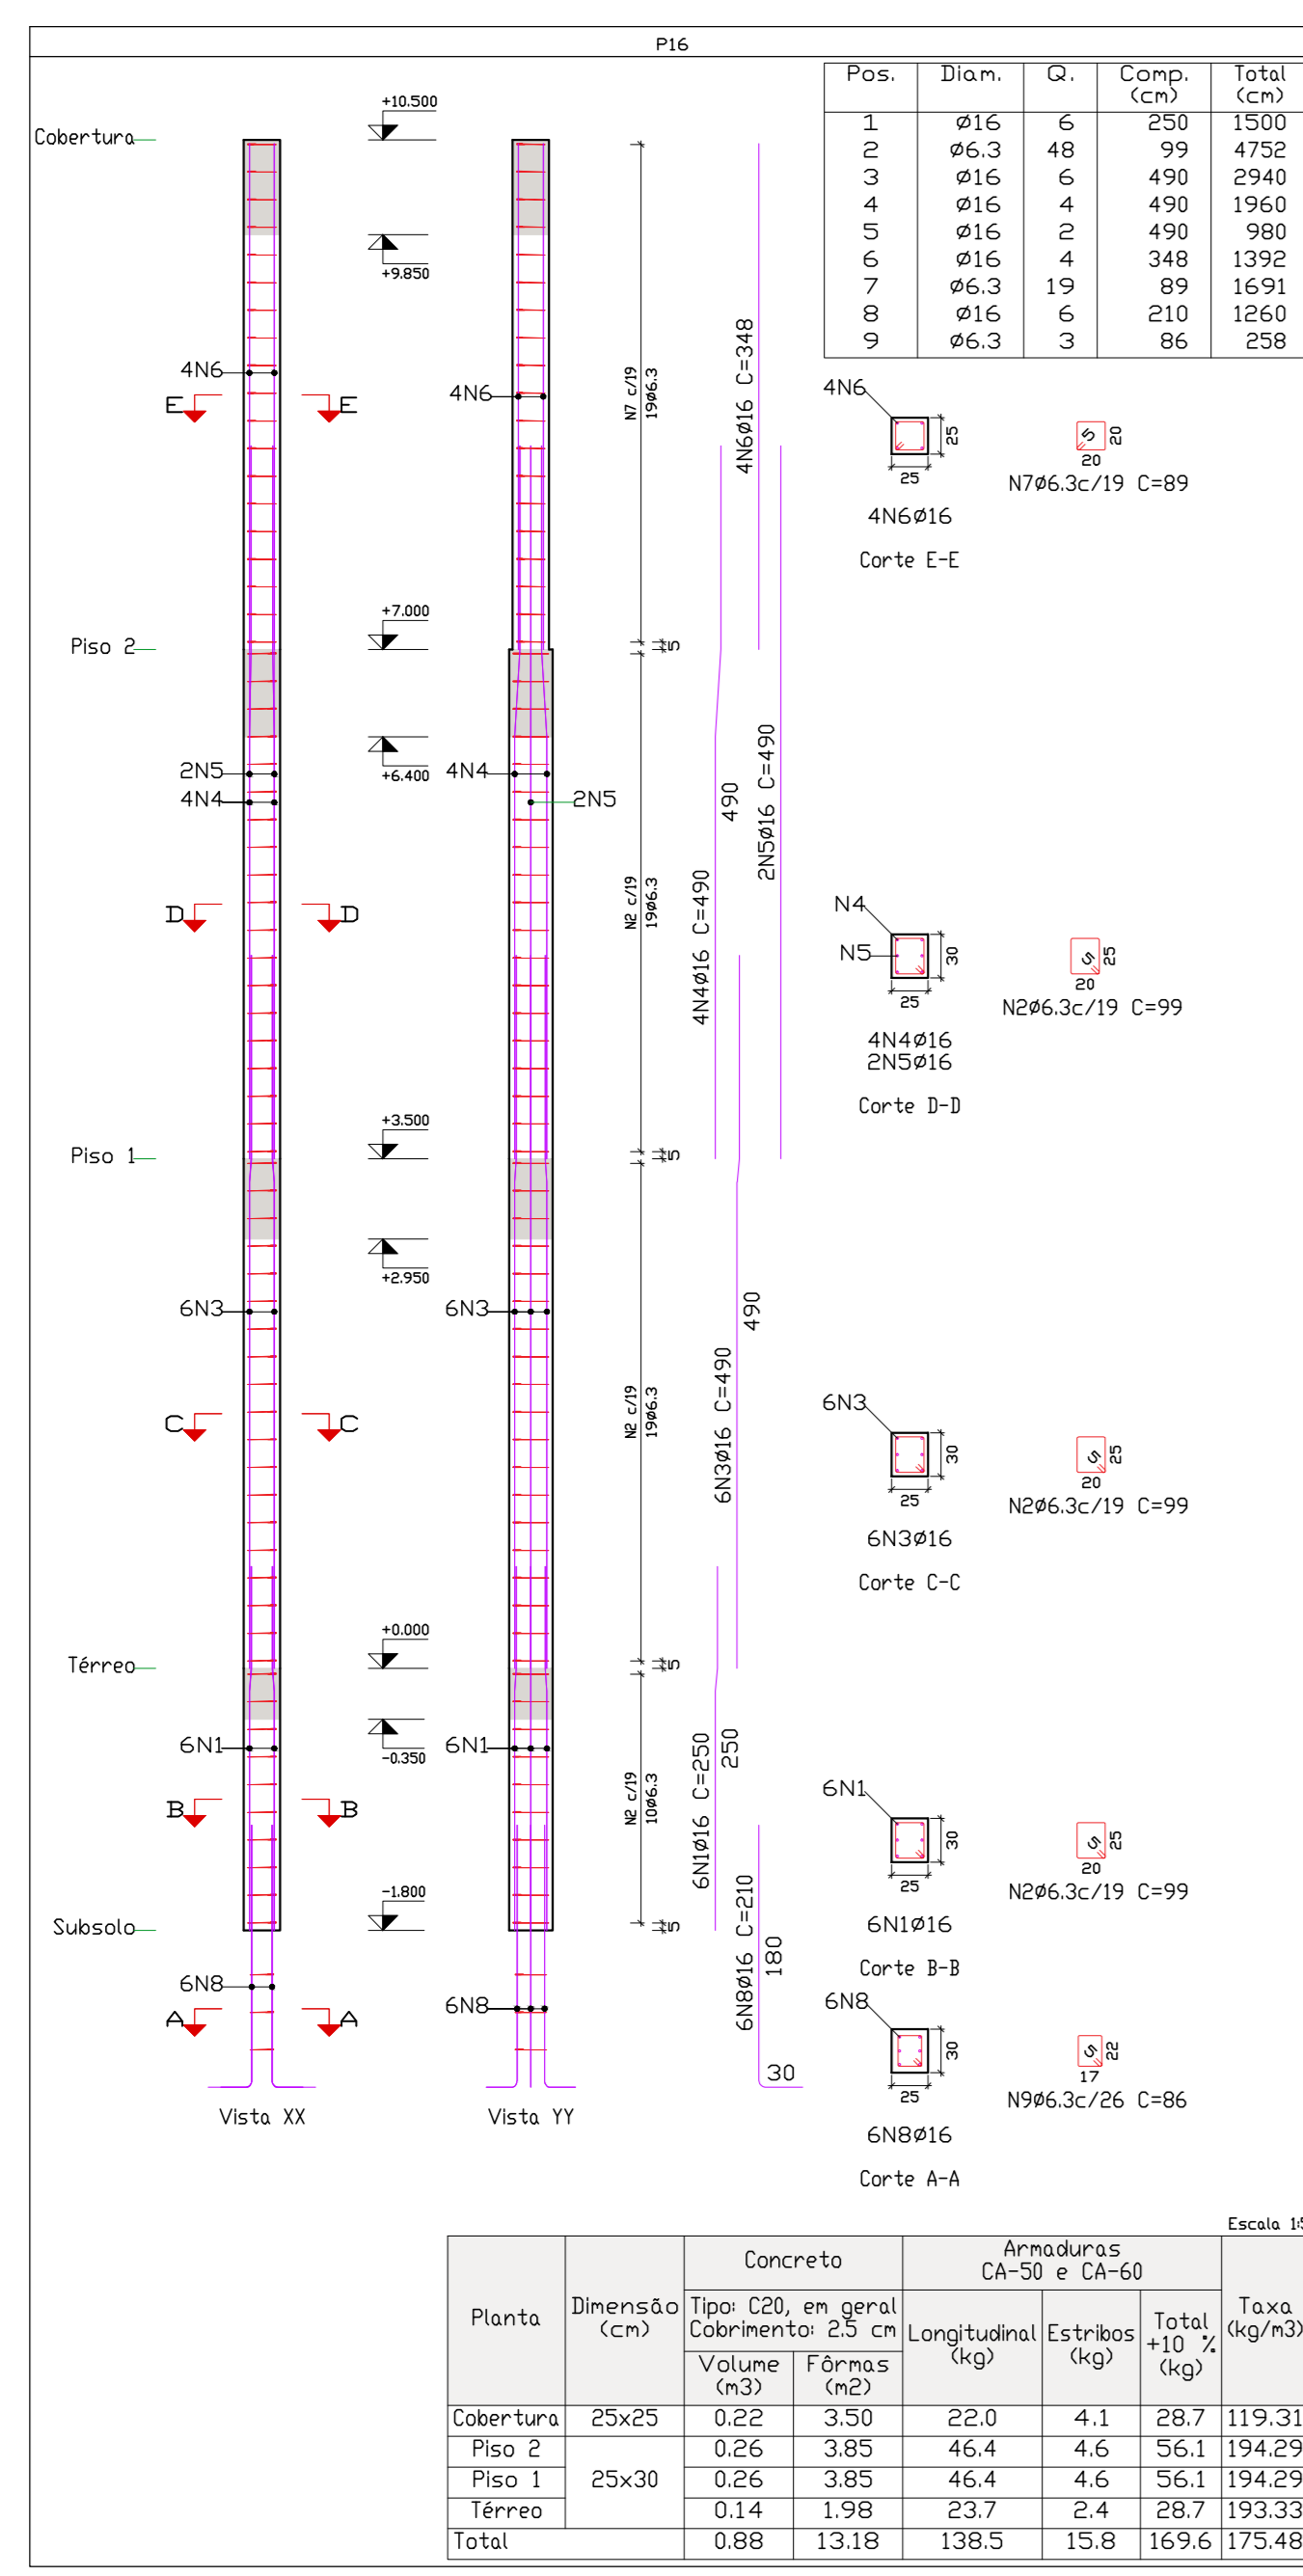 P16
Pos. Diam. Q. Comp. (cm) Total (cm)
1 Ø16 6 250 1500
2 Ø6.3 48 99 4752
3 Ø16 6 490 2940
4 Ø16 4 490 1960
5 Ø16 2 490 980
6 Ø16 4 348 1392
7 Ø6.3 19 89 1691
8 Ø16 6 210 1260
9 Ø6.3 3 86 258
Cobertura
+10.500
+9.850
4N6
4N6
E E
N7 c/19
19Ø6.3
4N6Ø16 C=348
4N6
25
25
4N6Ø16
Corte E-E
5
20
20
N7Ø6.3c/19 C=89
Piso 2
+7.000
5
+6.400
2N5
4N4
4N4
2N5
D D
N2 c/19
19Ø6.3
490
4N4Ø16 C=490
2N5Ø16 C=490
N4
N5
30
25
4N4Ø16
2N5Ø16
Corte D-D
5
25
20
N2Ø6.3c/19 C=99
Piso 1
+3.500
5
+2.950
6N3
6N3
C C
N2 c/19
19Ø6.3
490
6N3Ø16 C=490
6N3
30
25
6N3Ø16
Corte C-C
5
25
20
N2Ø6.3c/19 C=99
Térreo
+0.000
5
-0.350
6N1
6N1
B B
N2 c/19
10Ø6.3
250
6N1Ø16 C=250
6N1
30
25
6N1Ø16
Corte B-B
5
25
20
N2Ø6.3c/19 C=99
Subsolo
-1.800
5
6N8
6N8
A A
6N8Ø16 C=210
180
30
6N8
30
25
6N8Ø16
Corte A-A
5
22
17
N9Ø6.3c/26 C=86
Vista XX
Vista YY
Escala
Planta
Dimensão (cm)
Concreto
Tipo: C20, em geral
Cobrimento: 2.5 cm
Volume (m3)
Fôrmas (m2)
Armaduras
CA-50 e CA-60
Longitudinal (kg)
Estribos (kg)
Total +10 % (kg)
Taxa (kg/m3)
Cobertura 25x25 0.22 3.50 22.0 4.1 28.7 119.31
Piso 2 25x30 0.26 3.85 46.4 4.6 56.1 194.29
Piso 1 0.26 3.85 46.4 4.6 56.1 194.29
Térreo 0.14 1.98 23.7 2.4 28.7 193.33
Total 0.88 13.18 138.5 15.8 169.6 175.48